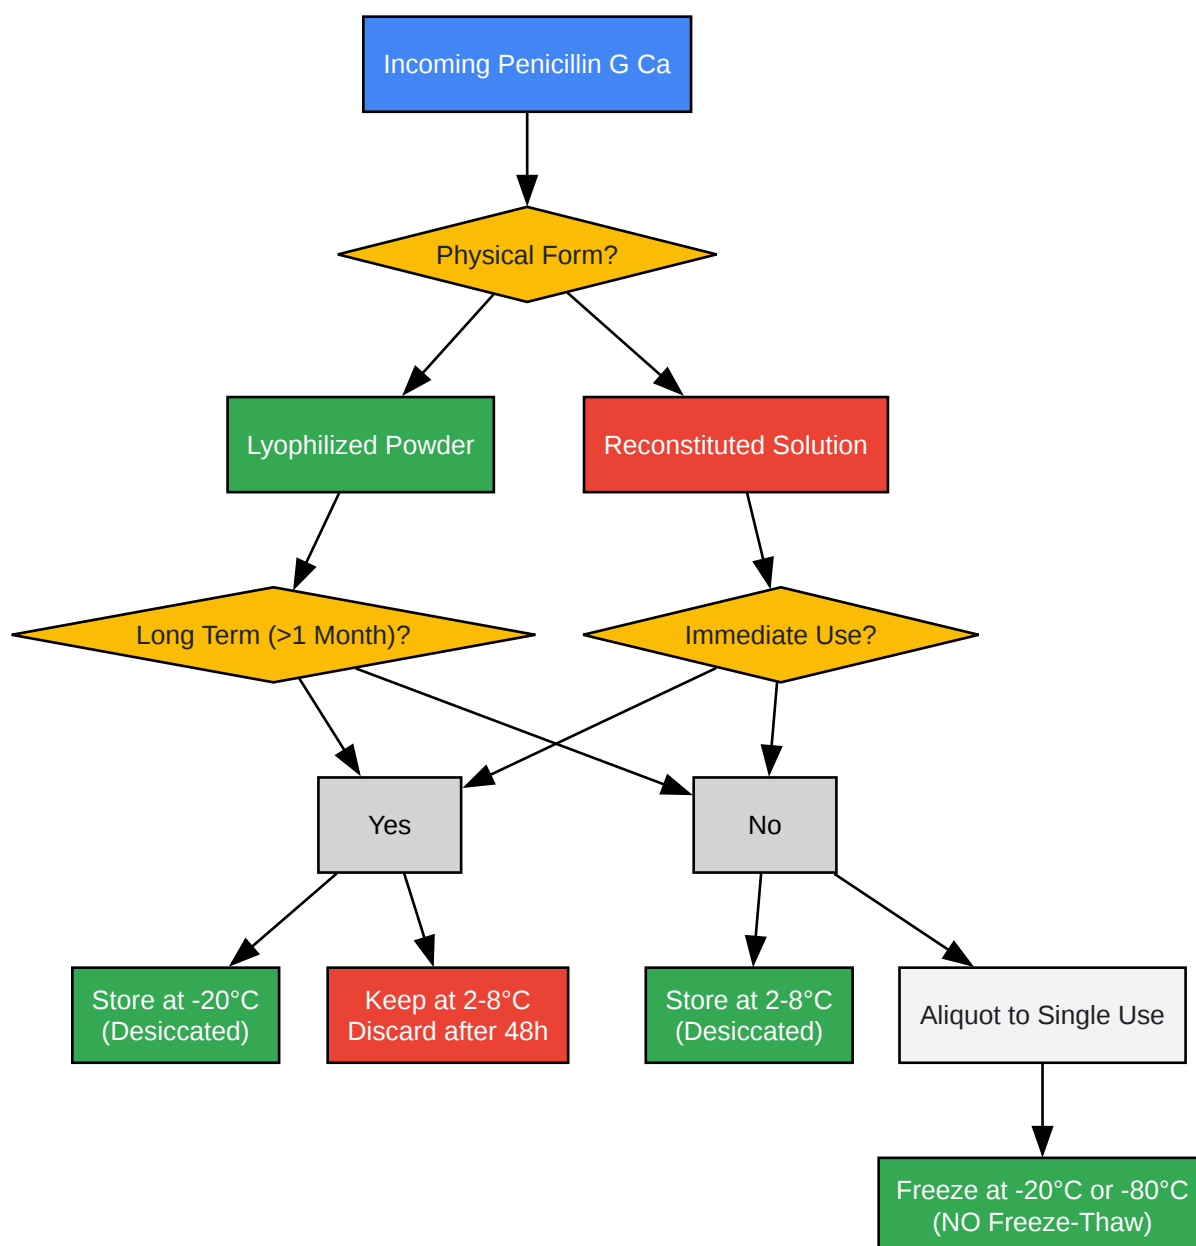 Incoming Penicillin G Ca
Physical Form?
Lyophilized Powder
Reconstituted Solution
Long Term (>1 Month)?
Immediate Use?
Yes
No
Store at -20°C
(Desiccated)
Keep at 2-8°C
Discard after 48h
Store at 2-8°C
(Desiccated)
Aliquot to Single Use
Freeze at -20°C or -80°C
(NO Freeze-Thaw)